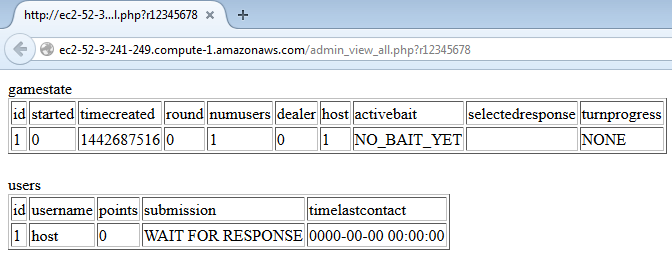 http://ec2-52-3...l.php?r12345678
ec2-52-3-241-249.compute-1.amazonaws.com/admin_view_all.php?r12345678
gamestate
id started timecreated round numusers dealer host activebait selectedresponse turnprogress
1 0 1442687516 0 1 0 1 NO_BAIT_YET NONE
users
id username points submission timelastcontact
1 host 0 WAIT FOR RESPONSE 0000-00-00 00:00:00